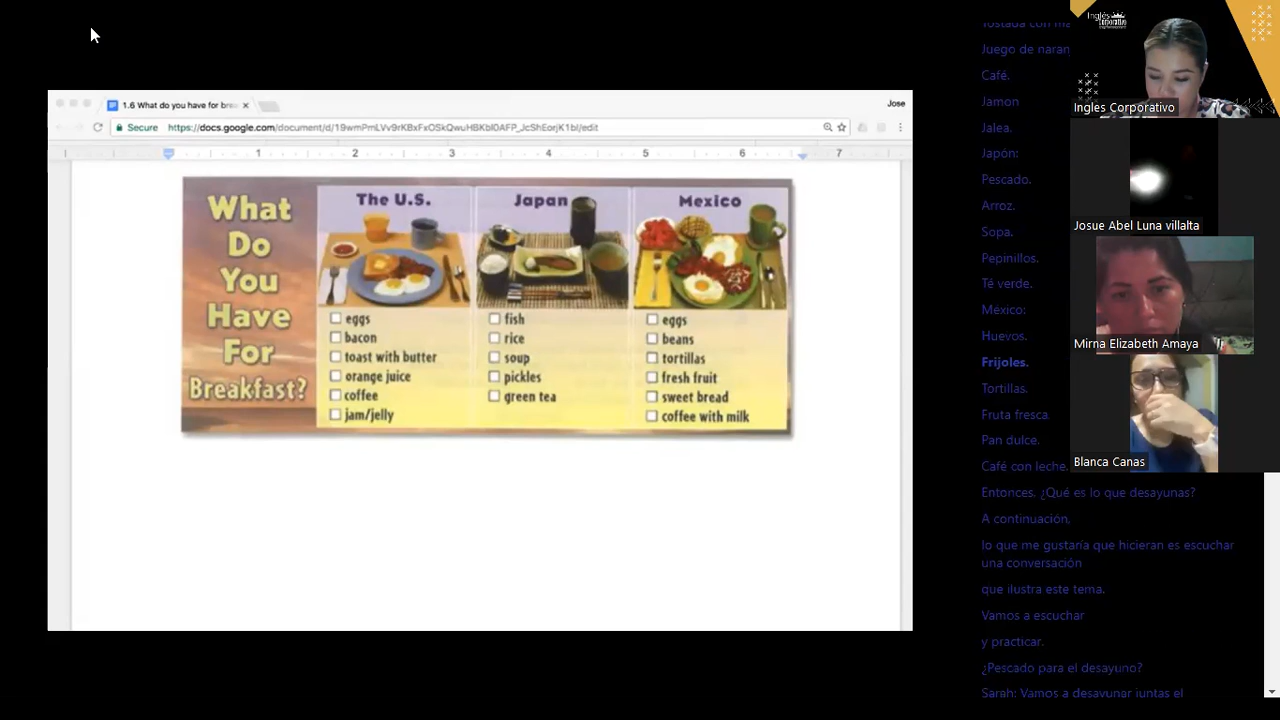 1.6 What do you have for
Jose
Secure
https://docs.google.com/document/d/19wmPmLVv9rKBxFxOSkQwuHBKbI0AFP_JcShEorjK1bI/edit
1 2 3 4 5 6 7
What
Do
You
Have
For
Breakfast?
The U.S.
eggs
bacon
toast with butter
orange juice
coffee
jam/jelly
Japan
fish
rice
soup
pickles
green tea
Mexico
eggs
beans
tortillas
fresh fruit
sweet bread
coffee with milk
Tostada con
Juego de naran
Café.
Jamon
Jalea.
Japón:
Pescado.
Arroz.
Sopa.
Pepinillos.
Té verde.
México:
Huevos.
Frijoles.
Tortillas.
Fruta fresca.
Pan dulce.
Café con leche.
Entonces. ¿Qué es lo que desayunas?
A continuación,
lo que me gustaría que hicieran es escuchar
una conversación
que ilustra este tema.
Vamos a escuchar
y practicar.
¿Pescado para el desayuno?
Sarah: Vamos a desayunar juntas el
Inglés
Corporativo
Ingles Corporativo
Josue Abel Luna villalta
Mirna Elizabeth Amaya
Blanca Canas